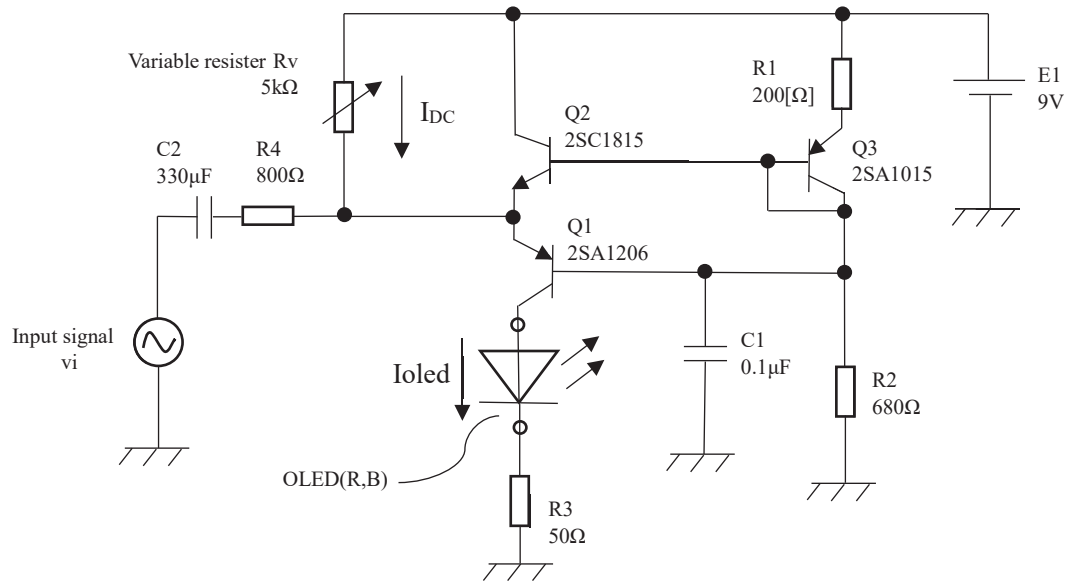 Variable resister Rv
5kΩ
I_DC
C2
330μF
R4
800Ω
Q2
2SC1815
R1
200[Ω]
E1
9V
Q3
2SA1015
Q1
2SA1206
Input signal
vi
Ioled
C1
0.1μF
R2
680Ω
OLED(R,B)
R3
50Ω